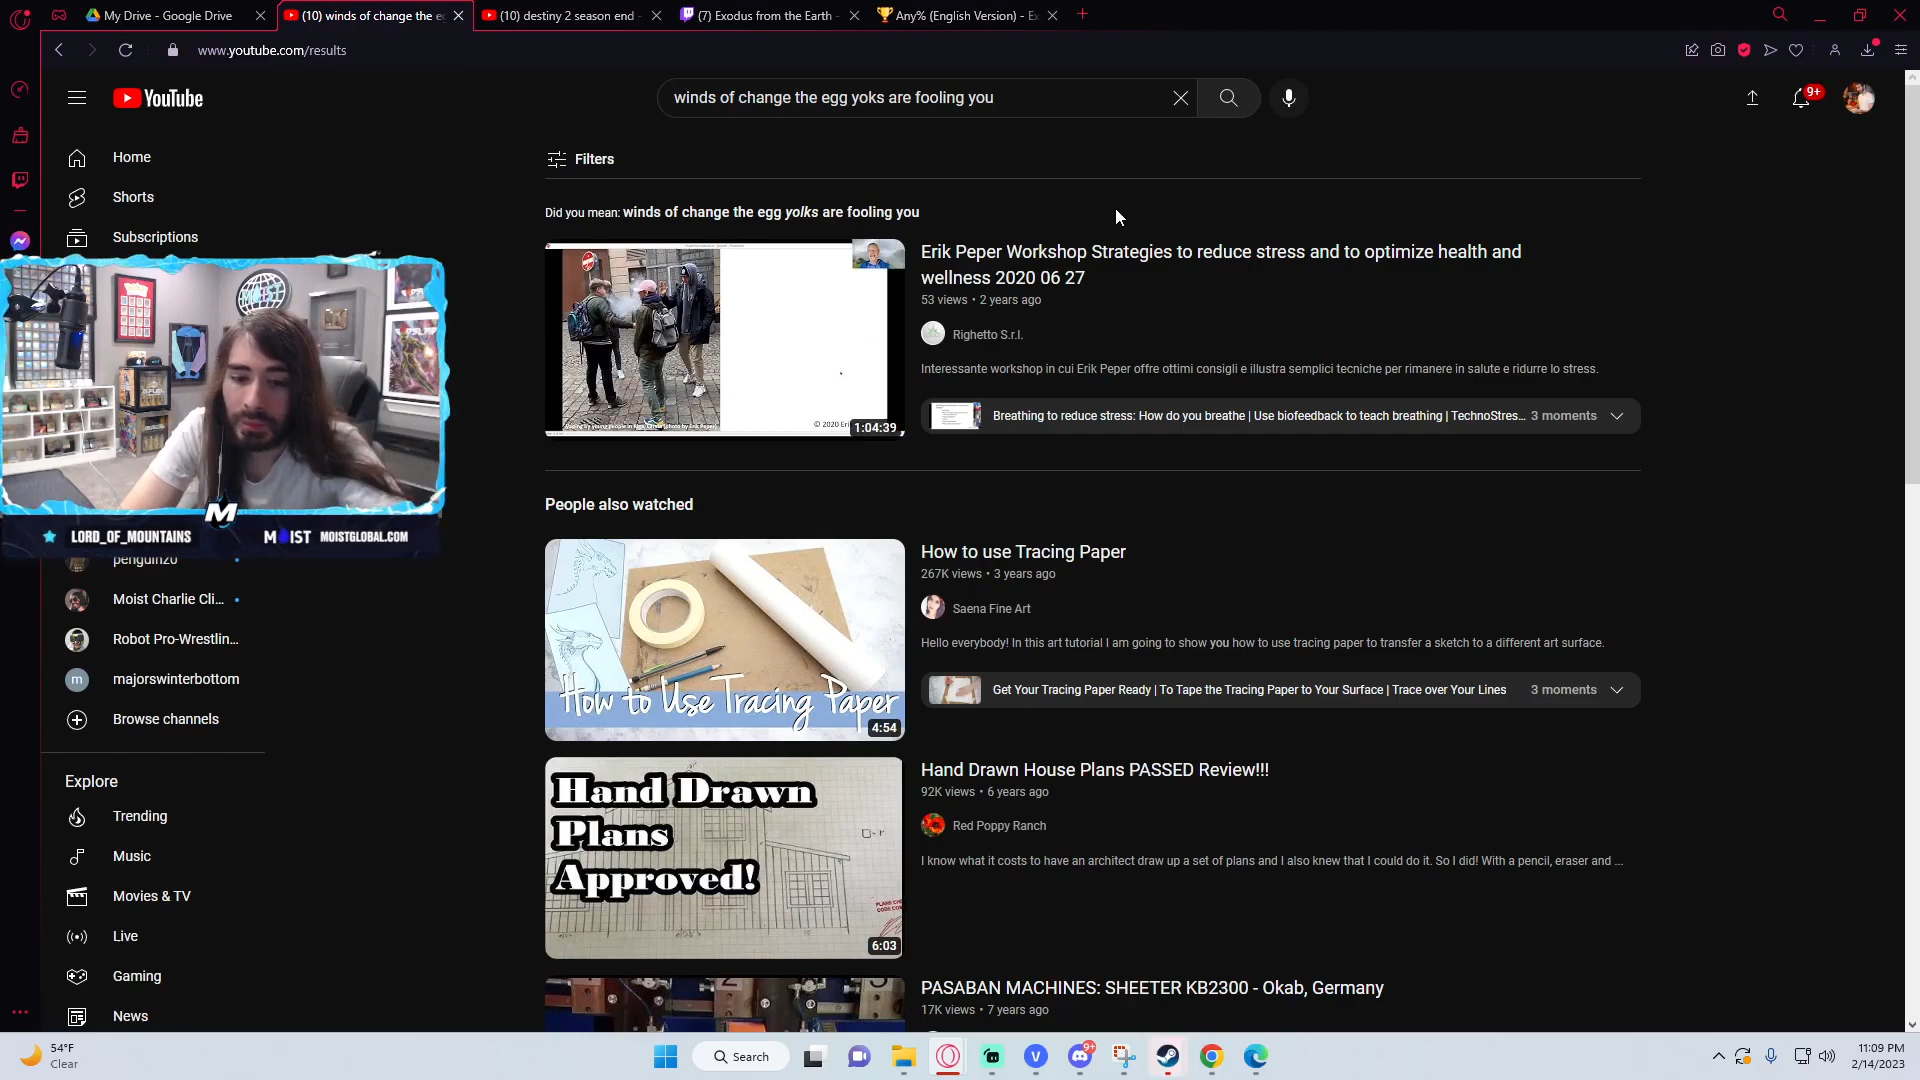 My Drive - Google Drive
(10) winds of change the eg
(10) destiny 2 season end -
(7) Exodus from the Earth -
Any% (English Version) - Ex
www.youtube.com/results
YouTube
winds of change the egg yoks are fooling you
9+
Home
Shorts
Subscriptions
Filters
Did you mean: winds of change the egg yolks are fooling you
Erik Peper Workshop Strategies to reduce stress and to optimize health and
wellness 2020 06 27
53 views • 2 years ago
Righetto S.r.l.
Interessante workshop in cui Erik Peper offre ottimi consigli e illustra semplici tecniche per rimanere in salute e ridurre lo stress.
Breathing to reduce stress: How do you breathe | Use biofeedback to teach breathing | TechnoStres... 3 moments
© 2020 Eri
1:04:39
MOIST
M
LORD_OF_MOUNTAINS
MOIST MOISTGLOBAL.COM
penguinz0
Moist Charlie Cli...
Robot Pro-Wrestlin...
m majorswinterbottom
Browse channels
Explore
Trending
Music
Movies & TV
Live
Gaming
News
People also watched
How to Use Tracing Paper
4:54
How to use Tracing Paper
267K views • 3 years ago
Saena Fine Art
Hello everybody! In this art tutorial I am going to show you how to use tracing paper to transfer a sketch to a different art surface.
Get Your Tracing Paper Ready | To Tape the Tracing Paper to Your Surface | Trace over Your Lines 3 moments
Hand Drawn
Plans
Approved!
6:03
Hand Drawn House Plans PASSED Review!!!
92K views • 6 years ago
Red Poppy Ranch
I know what it costs to have an architect draw up a set of plans and I also knew that I could do it. So I did! With a pencil, eraser and ...
PASABAN MACHINES: SHEETER KB2300 - Okab, Germany
17K views • 7 years ago
54°F
Clear
Search
9+
11:09 PM
2/14/2023